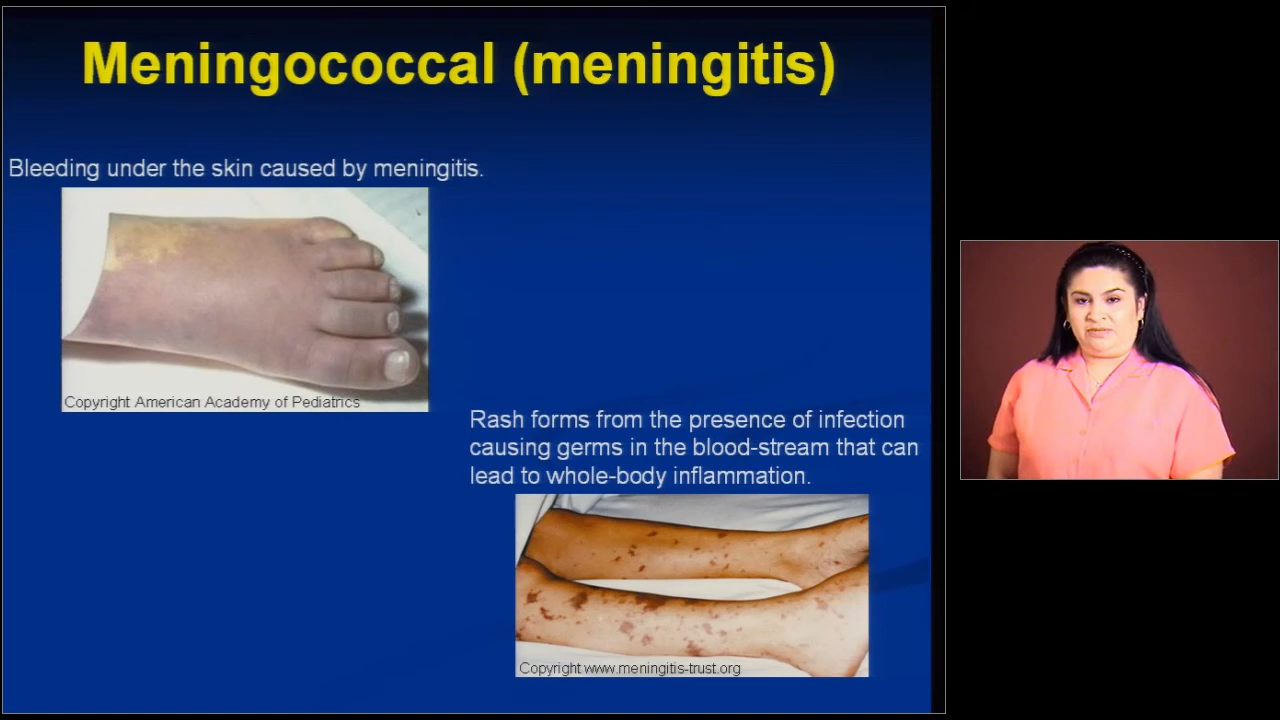 Meningococcal (meningitis)
Bleeding under the skin caused by meningitis.
Copyright American Academy of Pediatrics
Rash forms from the presence of infection
causing germs in the blood-stream that can
lead to whole-body inflammation.
Copyright www.meningitis-trust.org